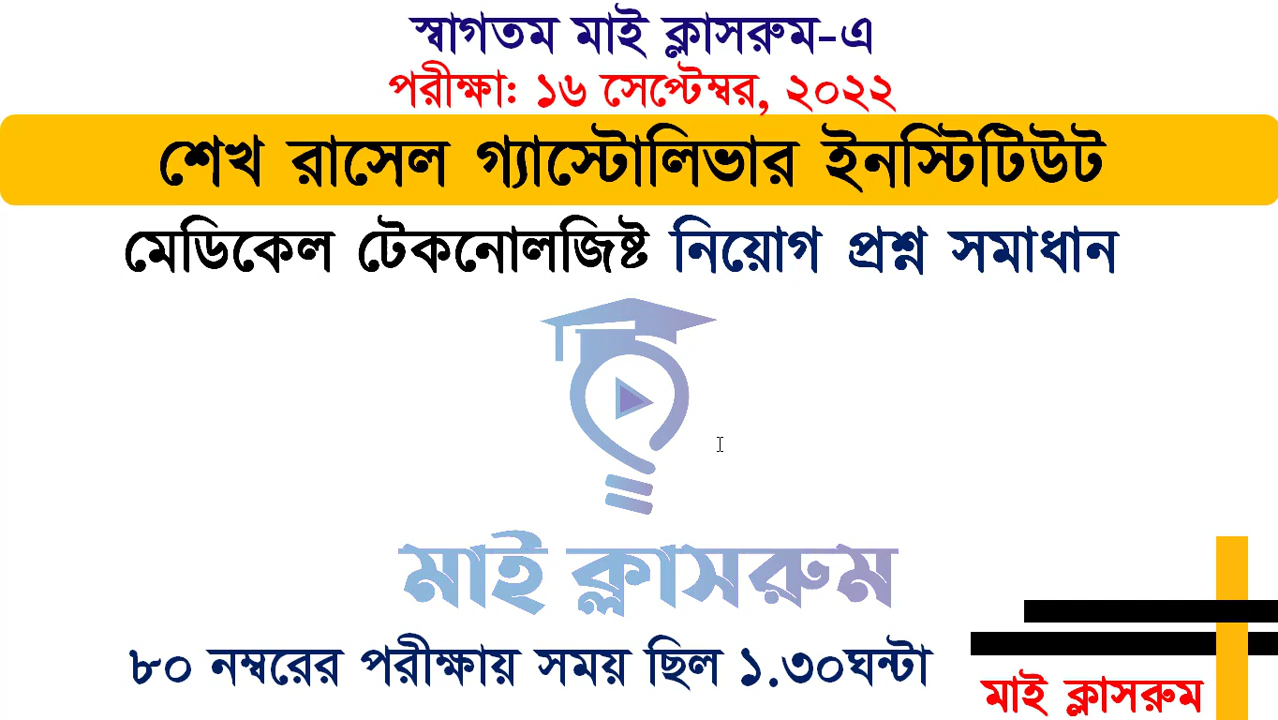 স্বাগতম মাই ক্লাসরুম-এ
পরীক্ষা: ১৬ সেপ্টেম্বর, ২০২২
শেখ রাসেল গ্যাস্টোলিভার ইনস্টিটিউট
মেডিকেল টেকনোলজিষ্ট নিয়োগ প্রশ্ন সমাধান
মাই ক্লাসরুম
৮০ নম্বরের পরীক্ষায় সময় ছিল ১.৩০ঘন্টা
মাই ক্লাসরুম